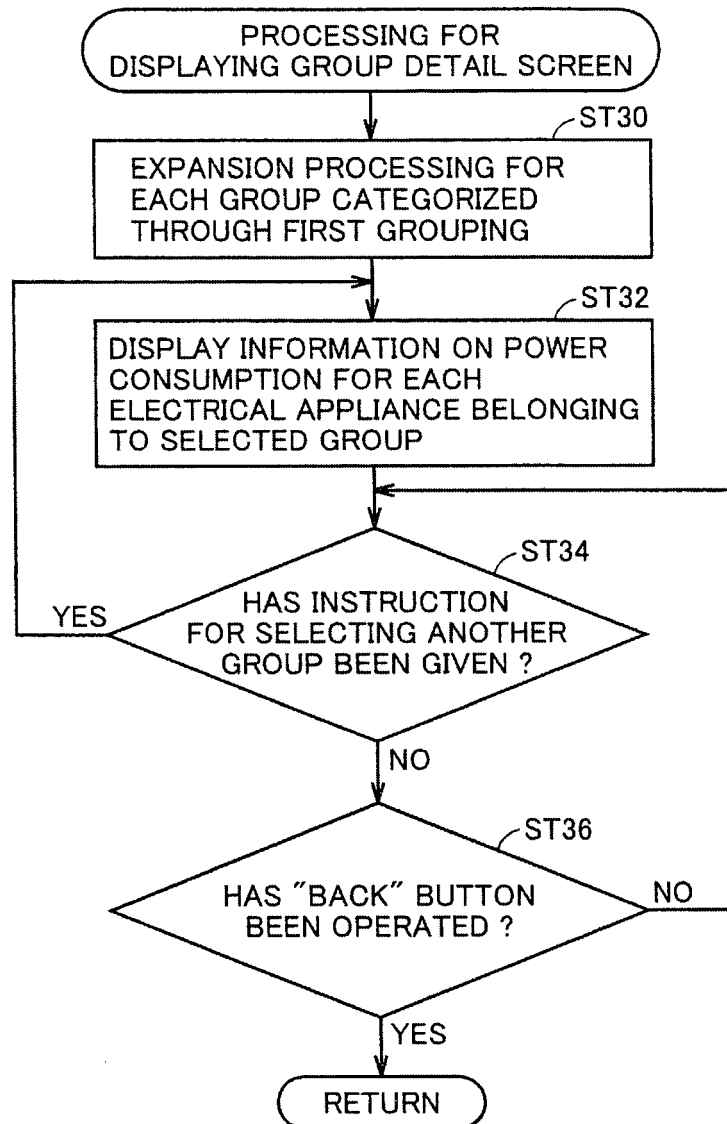 PROCESSING FOR
DISPLAYING GROUP DETAIL SCREEN
ST30
EXPANSION PROCESSING FOR
EACH GROUP CATEGORIZED
THROUGH FIRST GROUPING
ST32
DISPLAY INFORMATION ON POWER
CONSUMPTION FOR EACH
ELECTRICAL APPLIANCE BELONGING
TO SELECTED GROUP
ST34
YES
HAS INSTRUCTION
FOR SELECTING ANOTHER
GROUP BEEN GIVEN ?
NO
ST36
HAS "BACK" BUTTON
BEEN OPERATED ?
NO
YES
RETURN